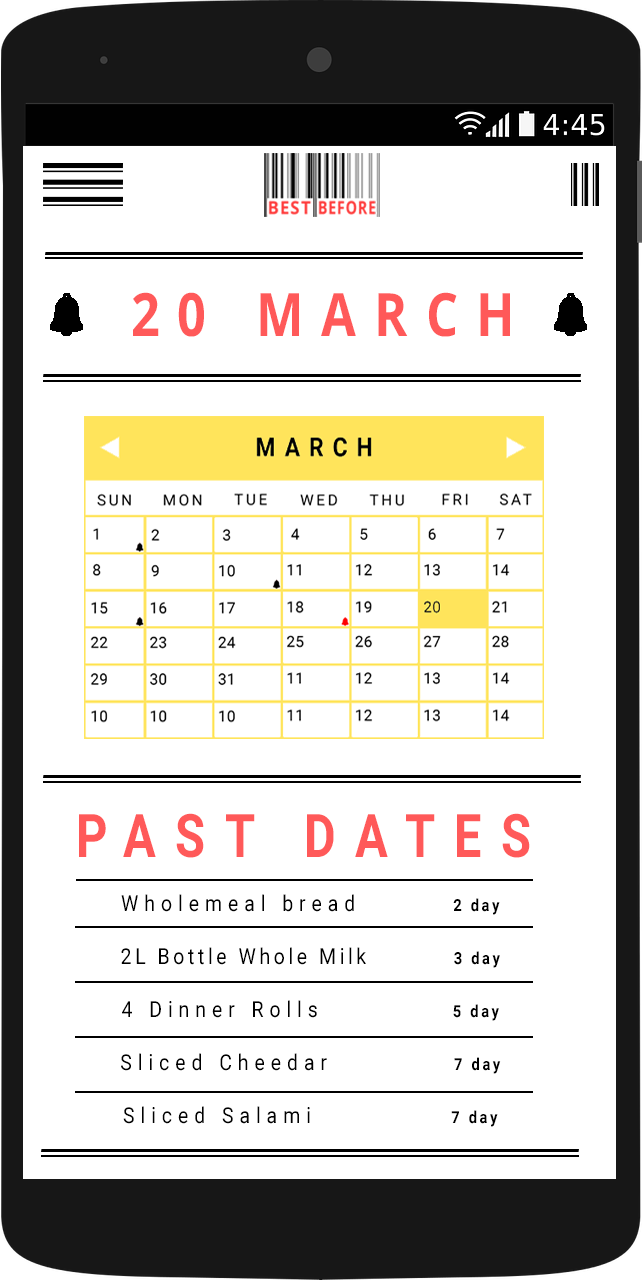 4:45
BEST BEFORE
20 MARCH
MARCH
SUN MON TUE WED THU FRI SAT
1 2 3 4 5 6 7
8 9 10 11 12 13 14
15 16 17 18 19 20 21
22 23 24 25 26 27 28
29 30 31 11 12 13 14
10 10 10 11 12 13 14
PAST DATES
Wholemeal bread 2 day
2L Bottle Whole Milk 3 day
4 Dinner Rolls 5 day
Sliced Cheedar 7 day
Sliced Salami 7 day